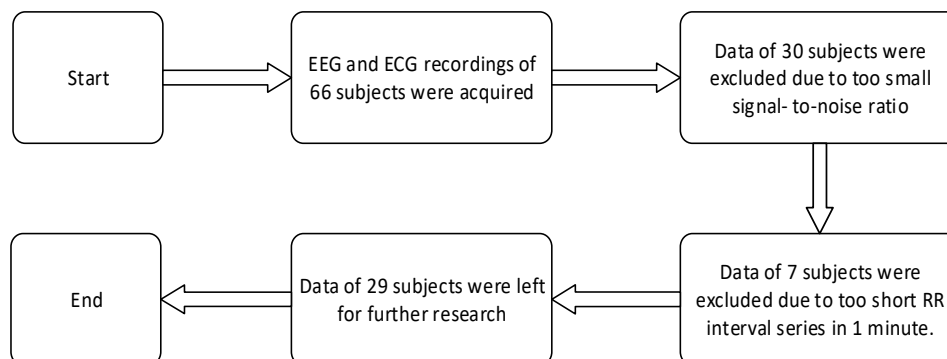 Start
EEG and ECG recordings of
66 subjects were acquired
Data of 30 subjects were
excluded due to too small
signal- to-noise ratio
Data of 7 subjects were
excluded due to too short RR
interval series in 1 minute.
Data of 29 subjects were left
for further research
End